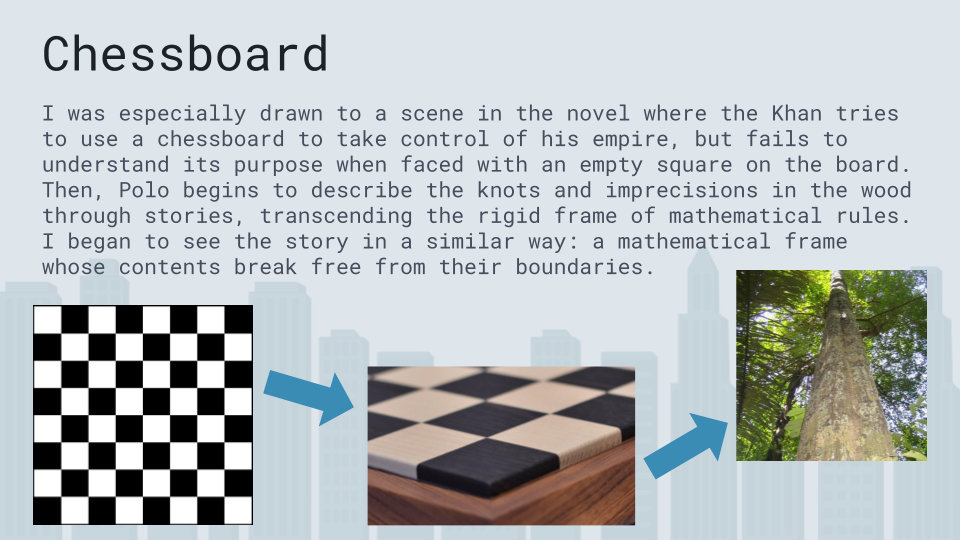 Chessboard
I was especially drawn to a scene in the novel where the Khan tries
to use a chessboard to take control of his empire, but fails to
understand its purpose when faced with an empty square on the board.
Then, Polo begins to describe the knots and imprecisions in the wood
through stories, transcending the rigid frame of mathematical rules.
I began to see the story in a similar way: a mathematical frame
whose contents break free from their boundaries.